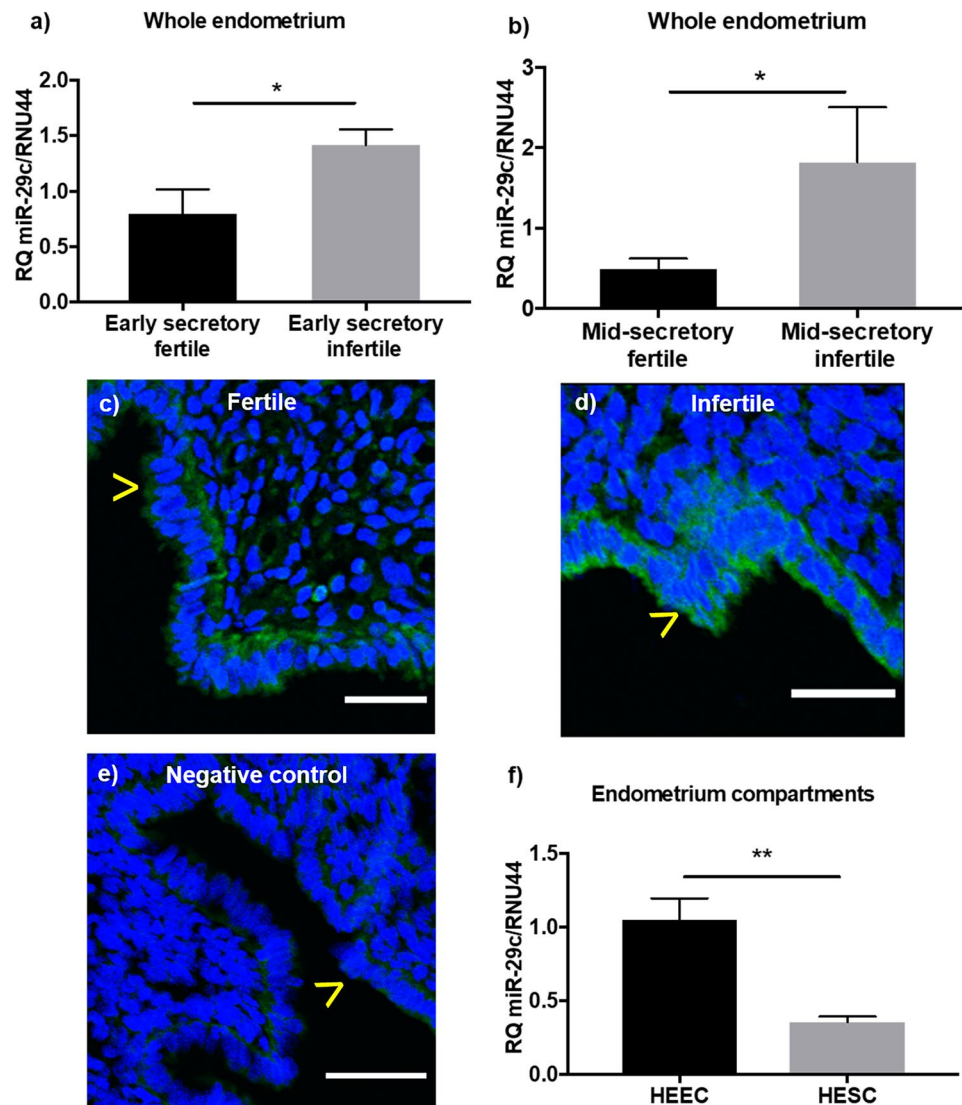 a) Whole endometrium
RQ miR-29c/RNU44
2.0
1.5
1.0
0.5
0.0
*
Early secretory fertile
Early secretory infertile
b) Whole endometrium
RQ miR-29c/RNU44
3
2
1
0
*
Mid-secretory fertile
Mid-secretory infertile
c) Fertile
d) Infertile
e) Negative control
f) Endometrium compartments
RQ miR-29c/RNU44
1.5
1.0
0.5
0.0
**
HEEC
HESC